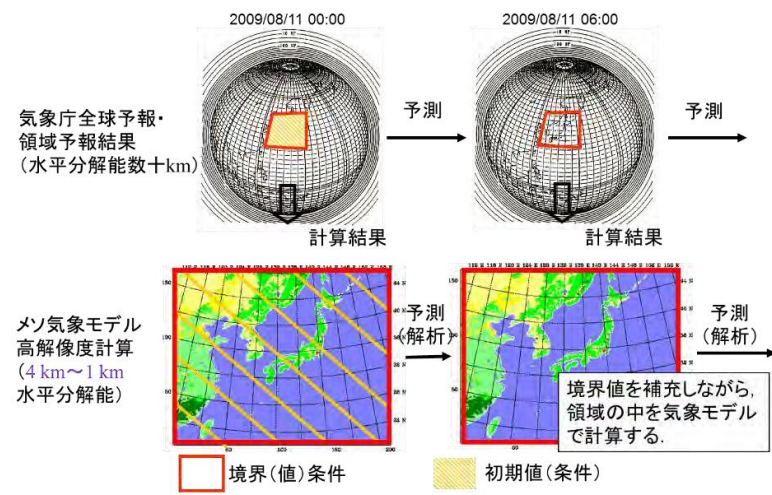 2009/08/11 00:00
2009/08/11 06:00
気象庁全球予報・
領域予報結果
(水平分解能数十km)
予測
予測
計算結果
計算結果
メソ気象モデル
高解像度計算
(4 km～1 km
水平分解能)
予測
(解析)
予測
(解析)
境界値を補充しながら,
領域の中を気象モデル
で計算する.
境界(値)条件
初期値(条件)